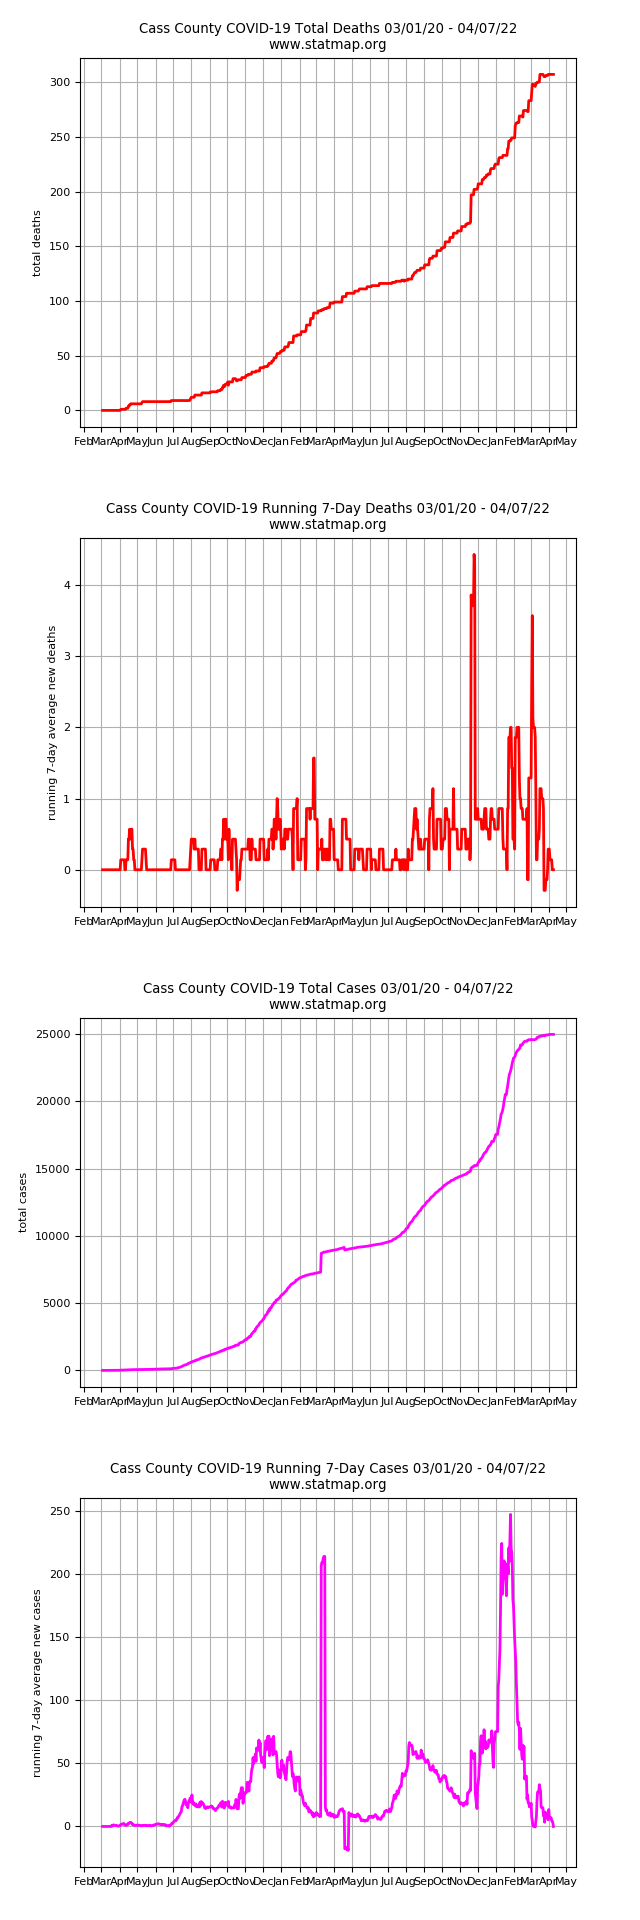 Cass County COVID-19 Total Deaths 03/01/20 - 04/07/22
www.statmap.org
300
250
200
150
100
50
0
total deaths
Feb Mar Apr May Jun Jul Aug Sep Oct Nov Dec Jan Feb Mar Apr May Jun Jul Aug Sep Oct Nov Dec Jan Feb Mar Apr May
Cass County COVID-19 Running 7-Day Deaths 03/01/20 - 04/07/22
www.statmap.org
4
3
2
1
0
running 7-day average new deaths
Feb Mar Apr May Jun Jul Aug Sep Oct Nov Dec Jan Feb Mar Apr May Jun Jul Aug Sep Oct Nov Dec Jan Feb Mar Apr May
Cass County COVID-19 Total Cases 03/01/20 - 04/07/22
www.statmap.org
25000
20000
15000
10000
5000
0
total cases
Feb Mar Apr May Jun Jul Aug Sep Oct Nov Dec Jan Feb Mar Apr May Jun Jul Aug Sep Oct Nov Dec Jan Feb Mar Apr May
Cass County COVID-19 Running 7-Day Cases 03/01/20 - 04/07/22
www.statmap.org
250
200
150
100
50
0
running 7-day average new cases
Feb Mar Apr May Jun Jul Aug Sep Oct Nov Dec Jan Feb Mar Apr May Jun Jul Aug Sep Oct Nov Dec Jan Feb Mar Apr May